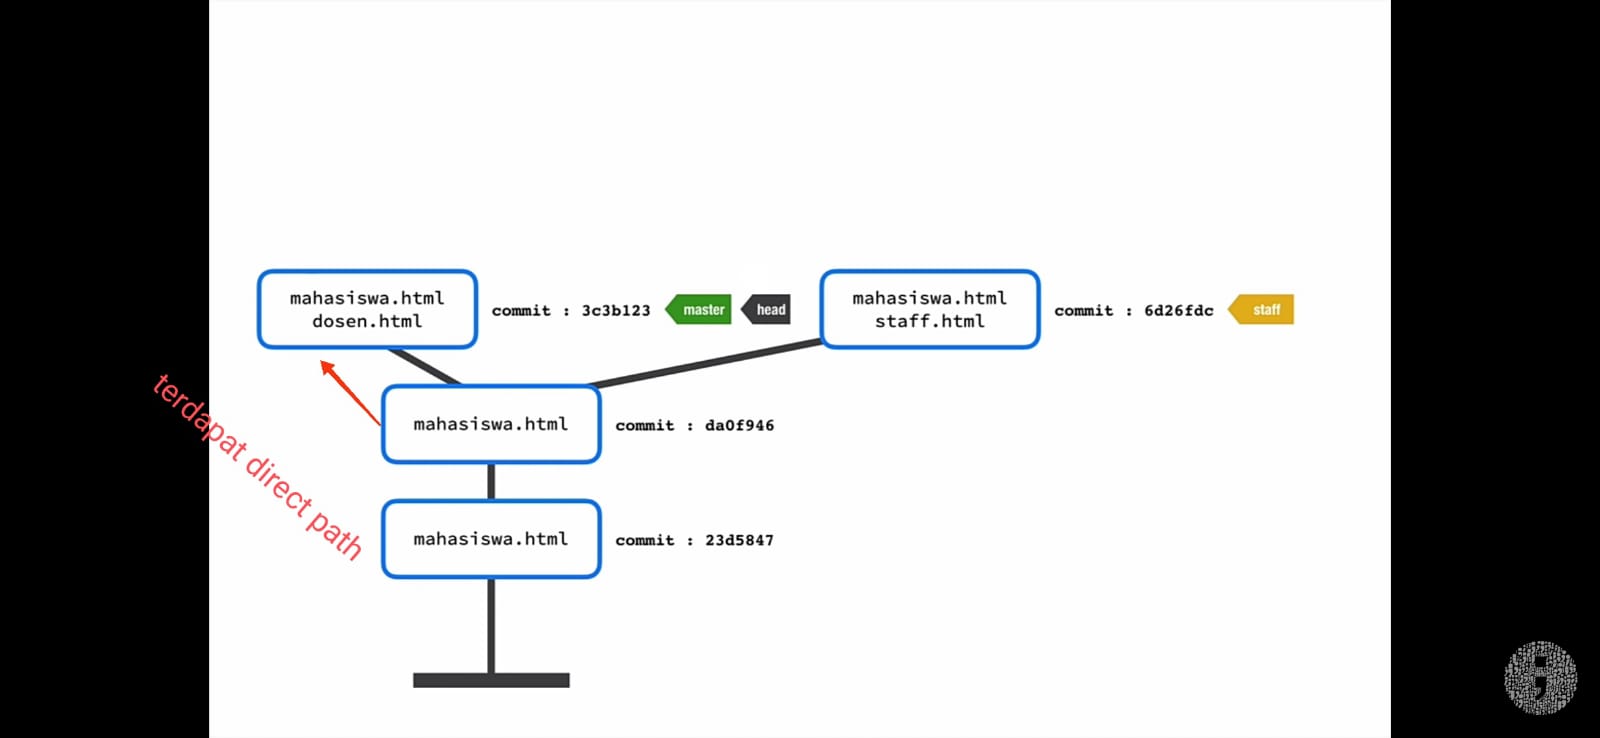 mahasiswa.html
dosen.html
commit : 3c3b123
master
head
mahasiswa.html
staff.html
commit : 6d26fdc
staff
terdapat direct path
mahasiswa.html
commit : da0f946
mahasiswa.html
commit : 23d5847